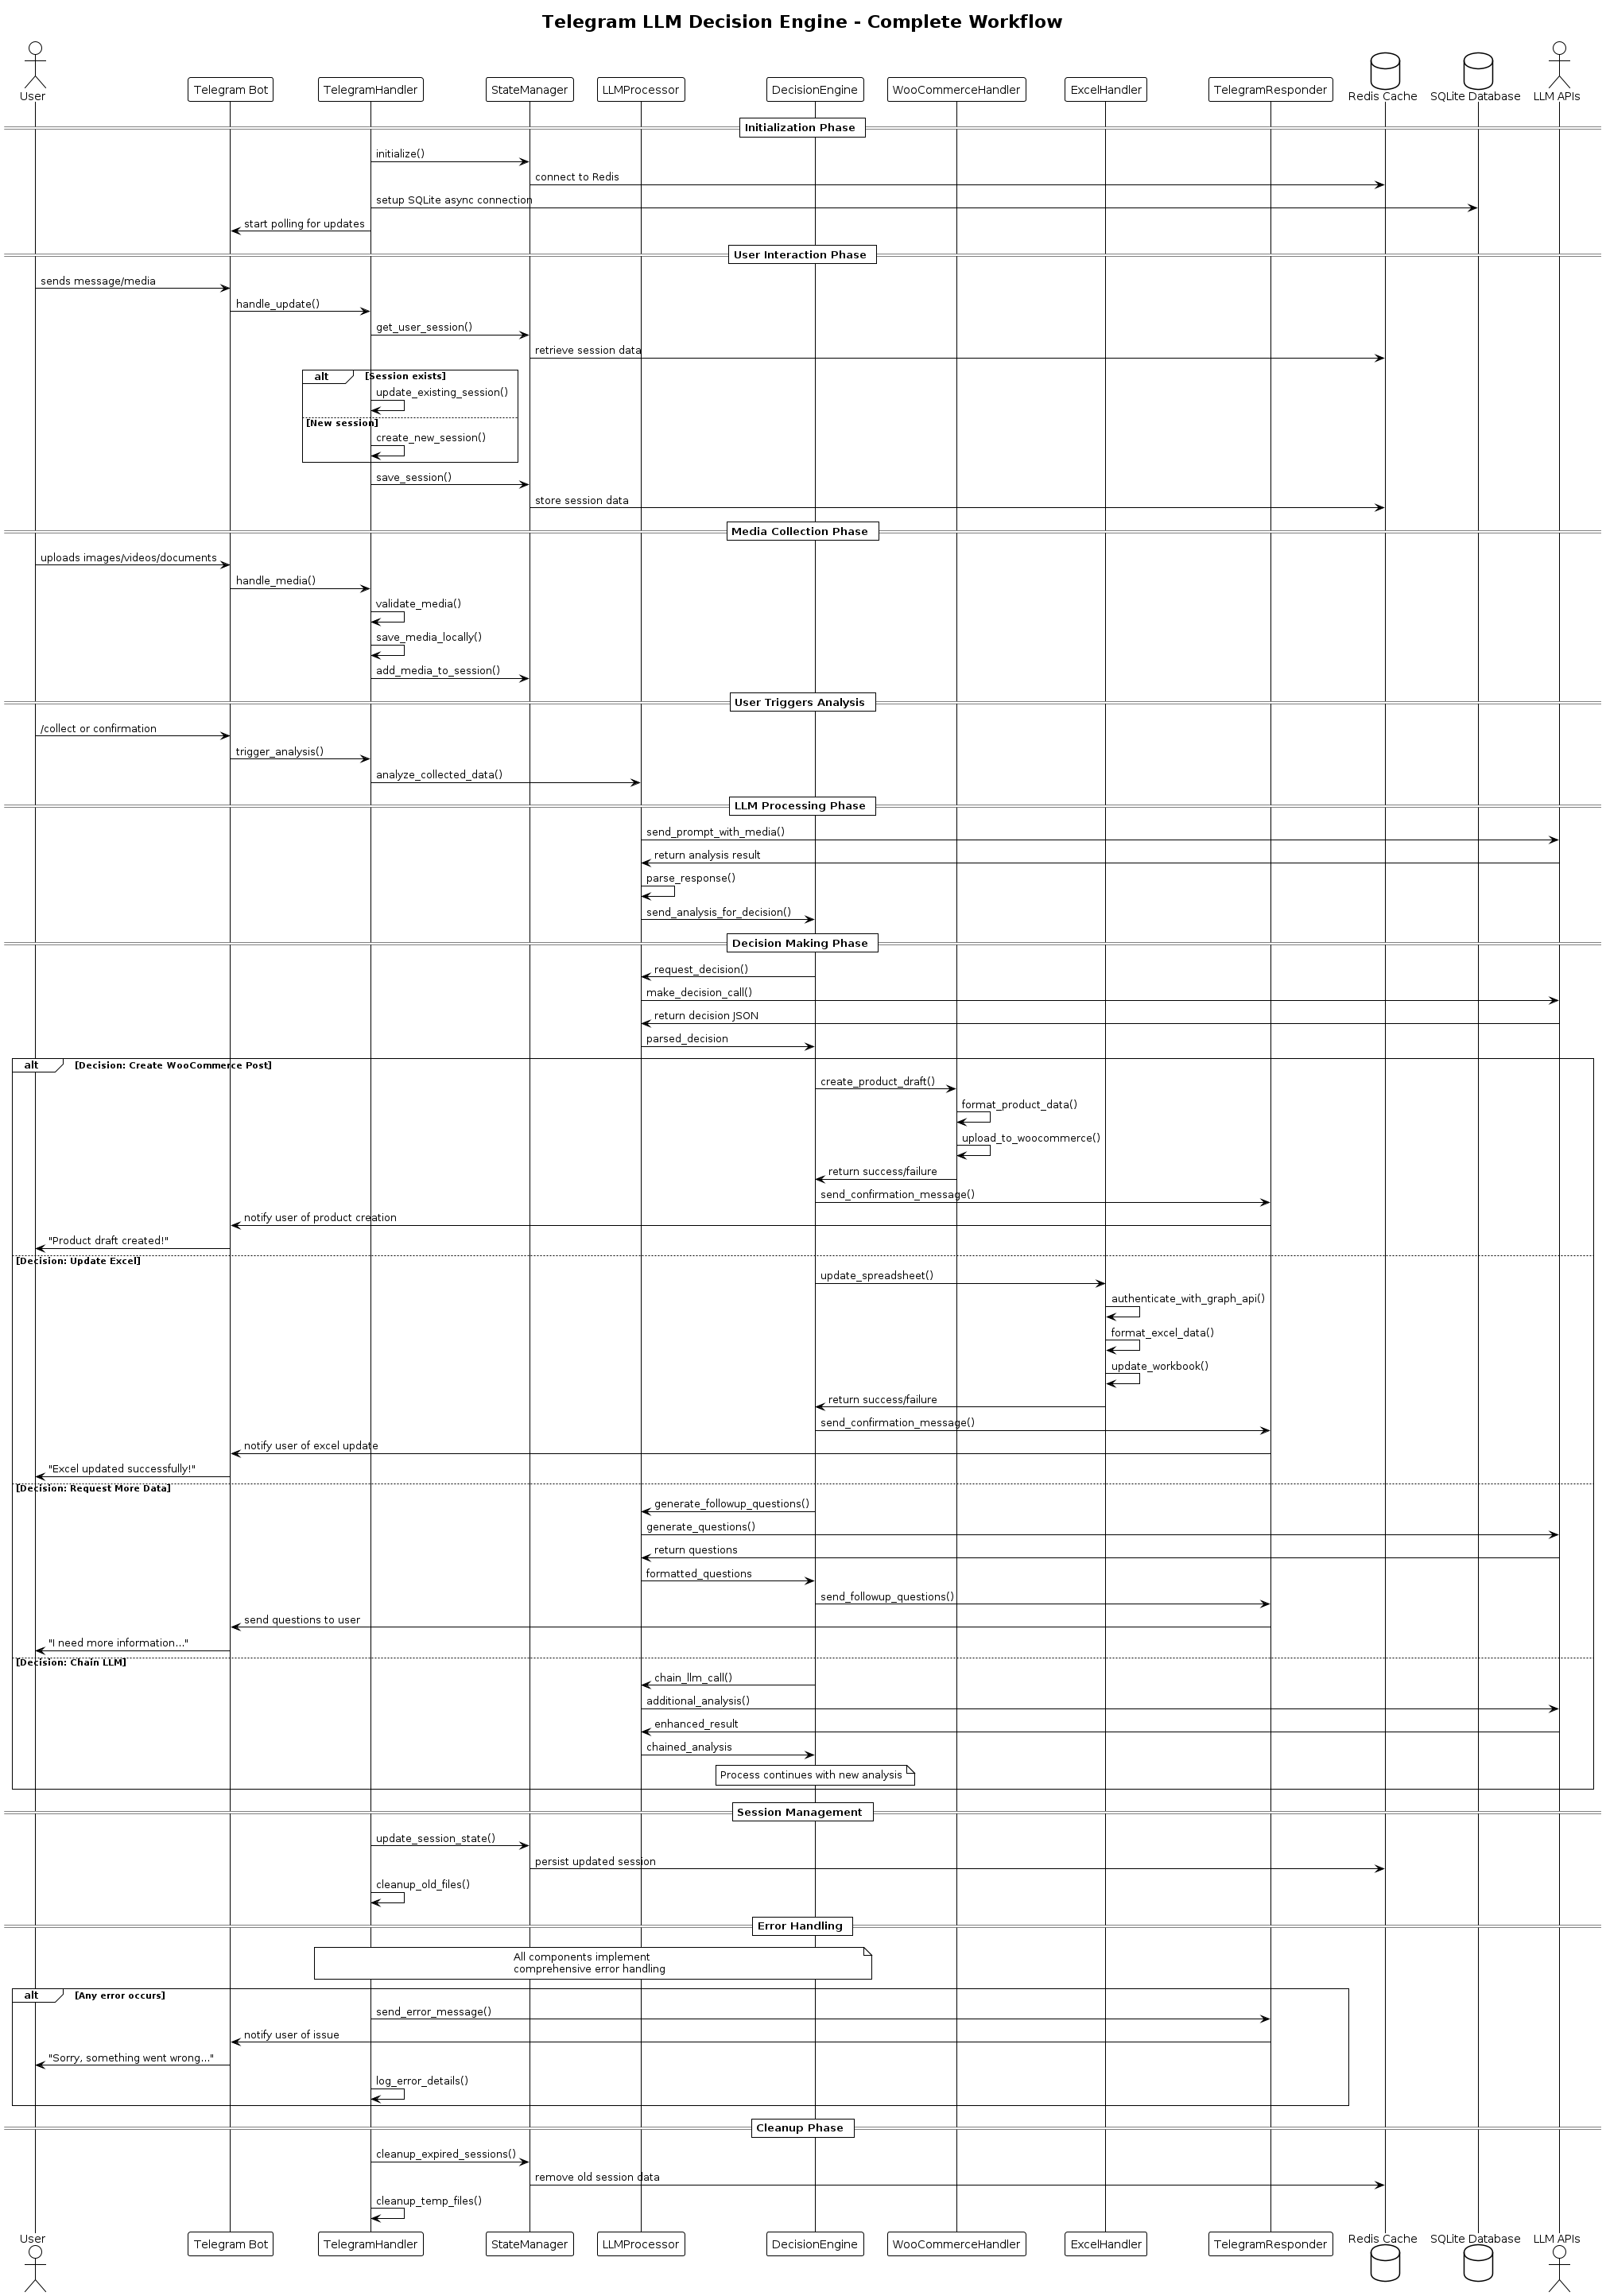 Telegram LLM Decision Engine - Complete Workflow
User
Telegram Bot
TelegramHandler
StateManager
LLMProcessor
DecisionEngine
WooCommerceHandler
ExcelHandler
TelegramResponder
Redis Cache
SQLite Database
LLM APIs
Initialization Phase
initialize()
connect to Redis
setup SQLite async connection
start polling for updates
User Interaction Phase
sends message/media
handle_update()
get_user_session()
retrieve session data
alt
[Session exists]
update_existing_session()
[New session]
create_new_session()
save_session()
store session data
Media Collection Phase
uploads images/videos/documents
handle_media()
validate_media()
save_media_locally()
add_media_to_session()
User Triggers Analysis
/collect or confirmation
trigger_analysis()
analyze_collected_data()
LLM Processing Phase
send_prompt_with_media()
return analysis result
parse_response()
send_analysis_for_decision()
Decision Making Phase
request_decision()
make_decision_call()
return decision JSON
parsed_decision
alt
[Decision: Create WooCommerce Post]
create_product_draft()
format_product_data()
upload_to_woocommerce()
return success/failure
send_confirmation_message()
notify user of product creation
"Product draft created!"
[Decision: Update Excel]
update_spreadsheet()
authenticate_with_graph_api()
format_excel_data()
update_workbook()
return success/failure
send_confirmation_message()
notify user of excel update
"Excel updated successfully!"
[Decision: Request More Data]
generate_followup_questions()
generate_questions()
return questions
formatted_questions
send_followup_questions()
send questions to user
"I need more information..."
[Decision: Chain LLM]
chain_llm_call()
additional_analysis()
enhanced_result
chained_analysis
Process continues with new analysis
Session Management
update_session_state()
persist updated session
cleanup_old_files()
Error Handling
All components implement
comprehensive error handling
alt
[Any error occurs]
send_error_message()
notify user of issue
"Sorry, something went wrong..."
log_error_details()
Cleanup Phase
cleanup_expired_sessions()
remove old session data
cleanup_temp_files()
User
Telegram Bot
TelegramHandler
StateManager
LLMProcessor
DecisionEngine
WooCommerceHandler
ExcelHandler
TelegramResponder
Redis Cache
SQLite Database
LLM APIs